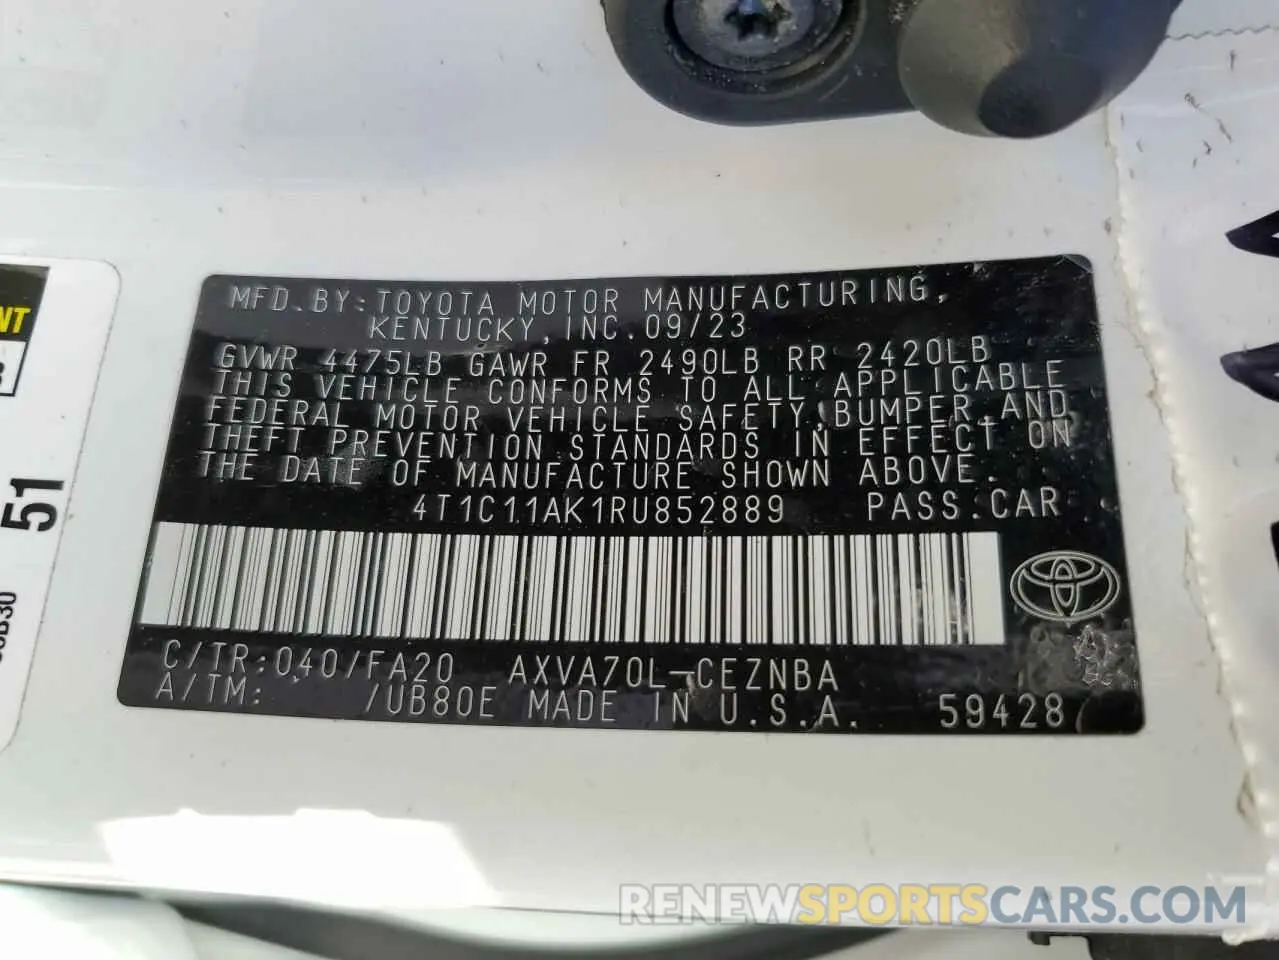 MFD.BY:TOYOTA MOTOR MANUFACTURING,
KENTUCKY,INC.09/23
GVWR 4475LB GAWR FR 2490LB RR 2420LB
THIS VEHICLE CONFORMS TO ALL APPLICABLE
FEDERAL MOTOR VEHICLE SAFETY,BUMPER,AND
THEFT PREVENTION STANDARDS IN EFFECT ON
THE DATE OF MANUFACTURE SHOWN ABOVE.
4T1C11AK1RU852889 PASS.CAR
C/TR:040/FA20 AXVA70L-CEZNBA
A/TM: /UB80E MADE IN U.S.A. 59428
51
RENEWSPORTSCARS.COM